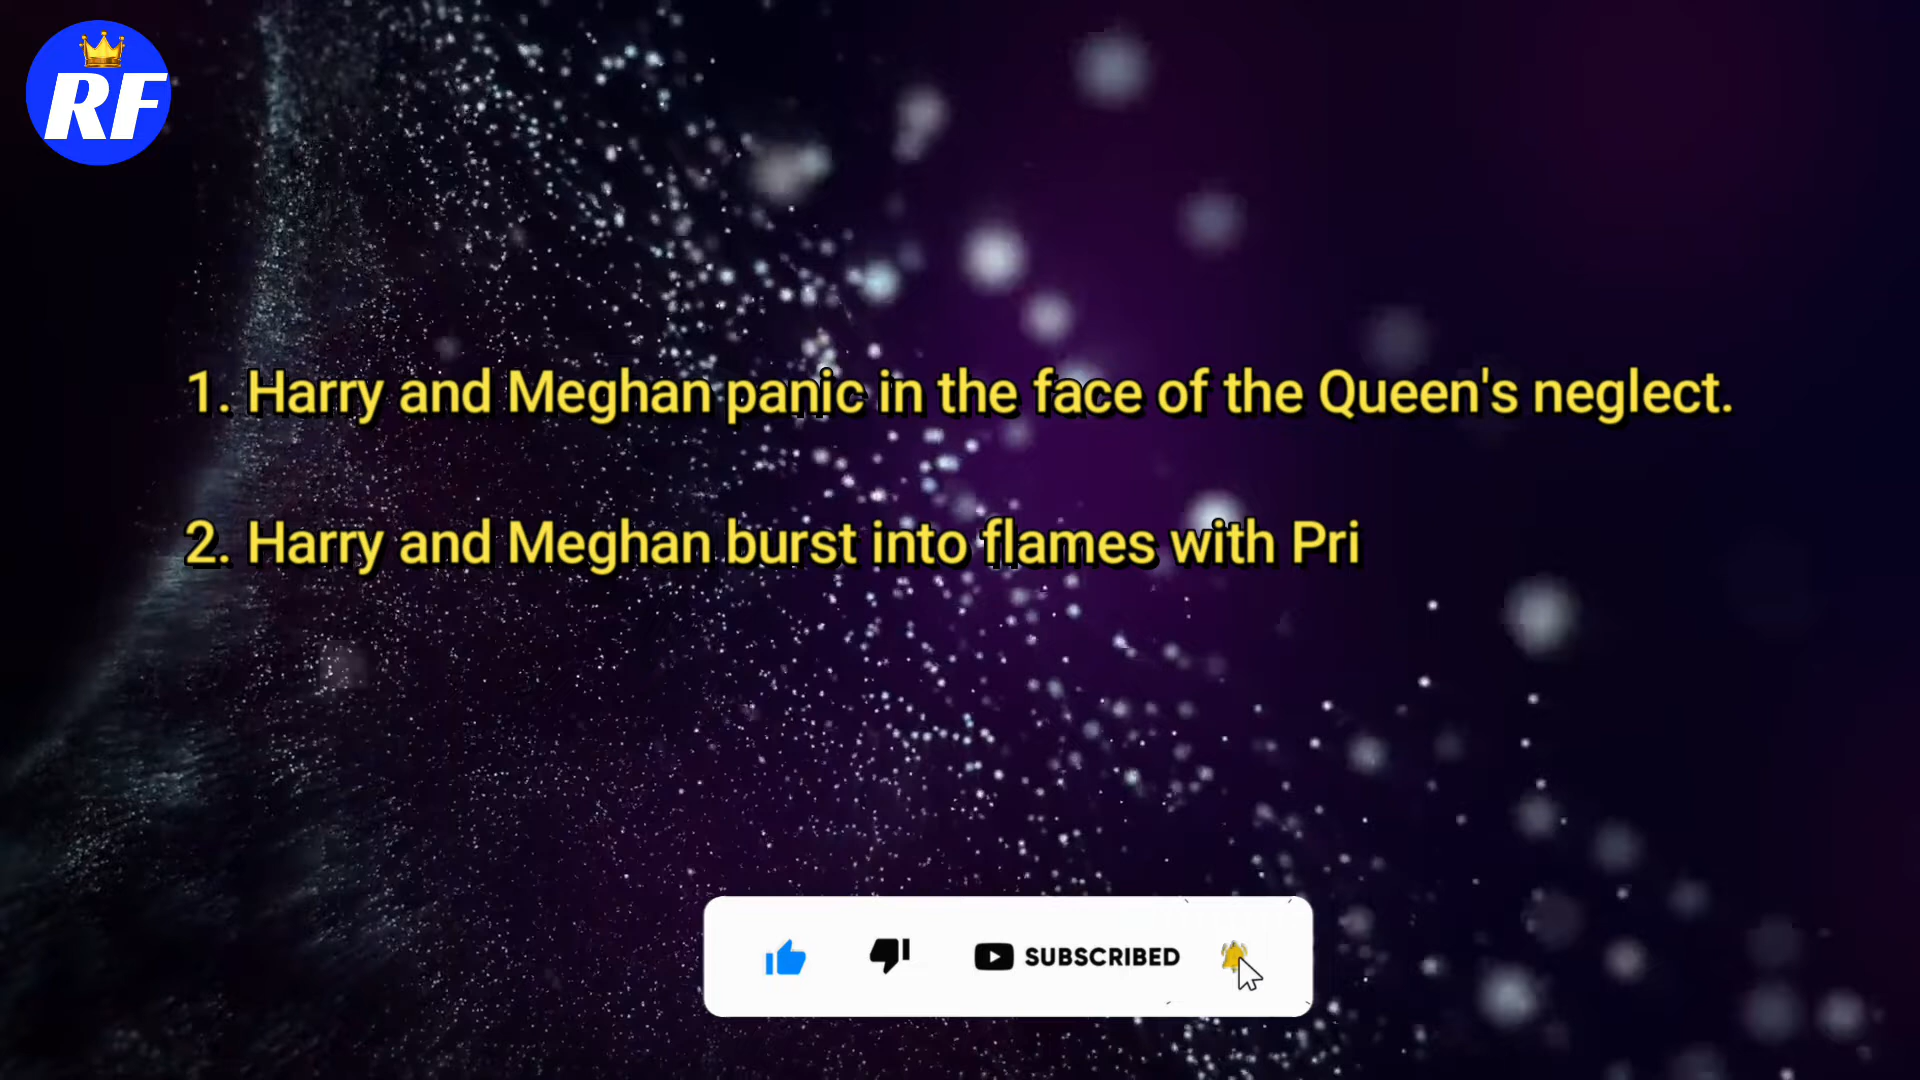 RF
1. Harry and Meghan panic in the face of the Queen's neglect.
2. Harry and Meghan burst into flames with Pri
SUBSCRIBED